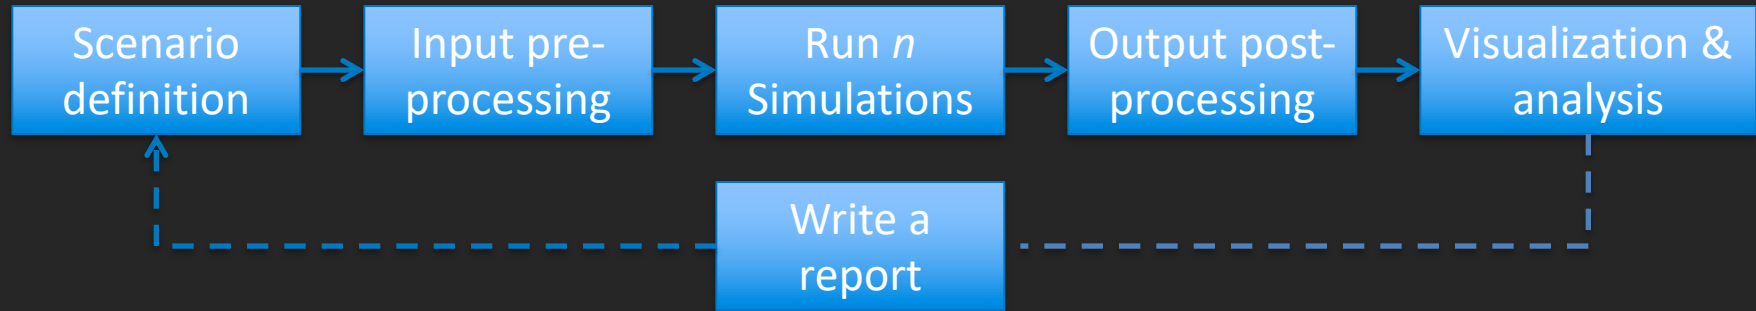 Scenario
definition
Input pre-
processing
Run n
Simulations
Output post-
processing
Visualization &
analysis
Write a
report